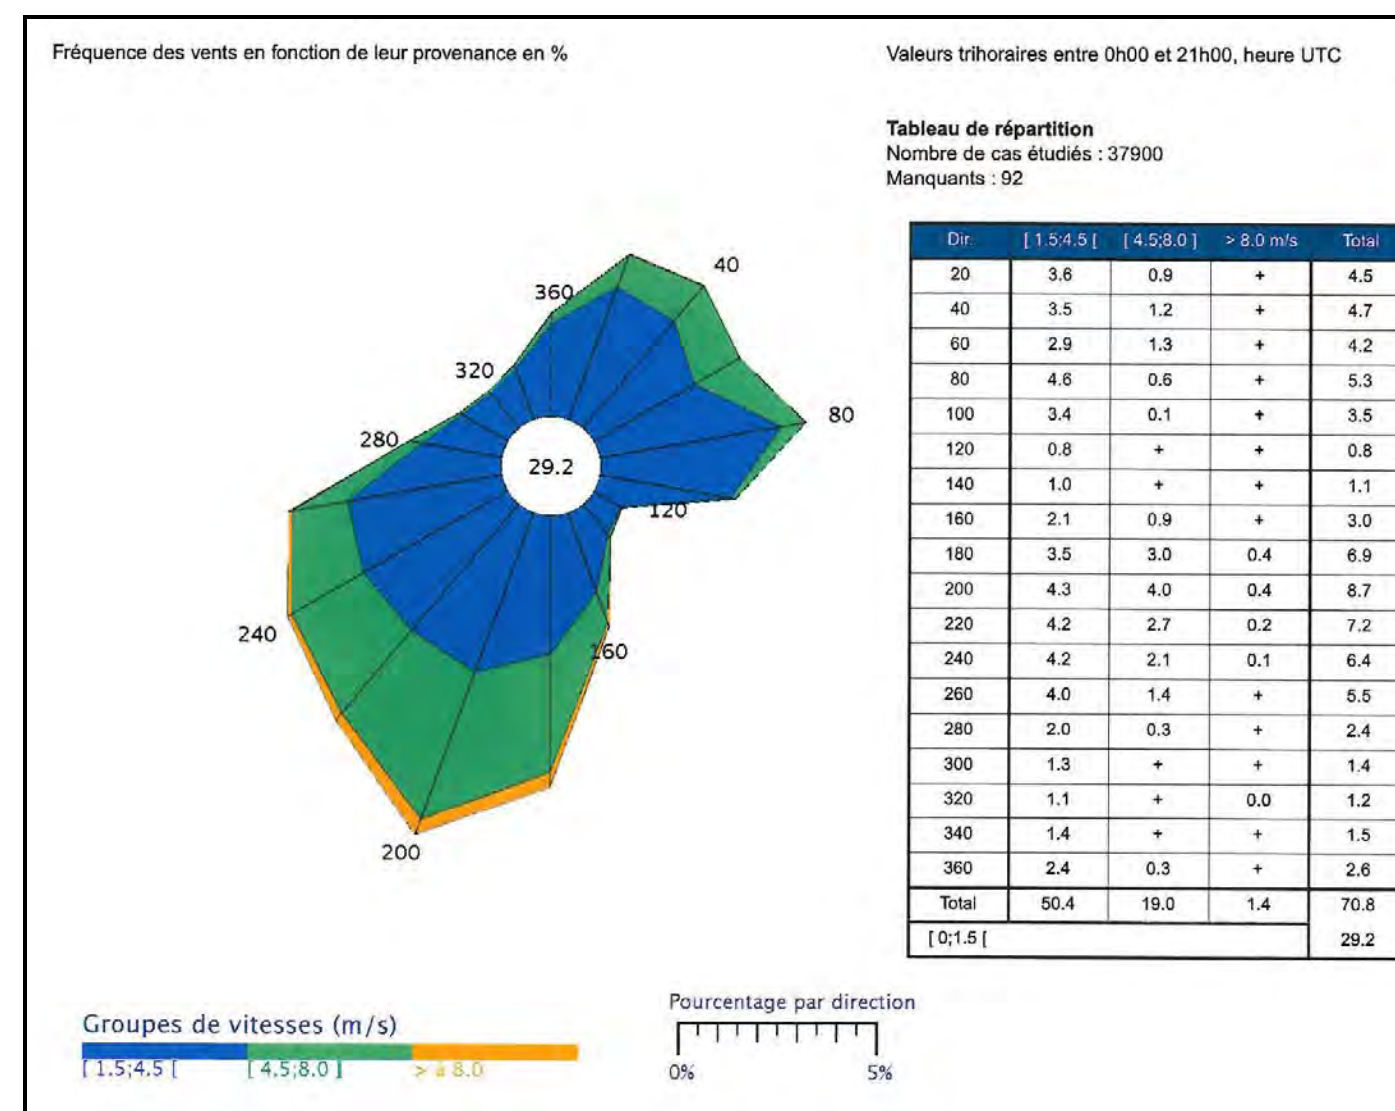 Fréquence des vents en fonction de leur provenance en %
Valeurs trihoraires entre 0h00 et 21h00, heure UTC
Tableau de répartition
Nombre de cas étudiés : 37900
Manquants : 92
40
360
320
80
280
29.2
120
240
160
200
Dir. [ 1.5;4.5 [ [ 4.5;8.0 ] > 8.0 m/s Total
20 3.6 0.9 + 4.5
40 3.5 1.2 + 4.7
60 2.9 1.3 + 4.2
80 4.6 0.6 + 5.3
100 3.4 0.1 + 3.5
120 0.8 + + 0.8
140 1.0 + + 1.1
160 2.1 0.9 + 3.0
180 3.5 3.0 0.4 6.9
200 4.3 4.0 0.4 8.7
220 4.2 2.7 0.2 7.2
240 4.2 2.1 0.1 6.4
260 4.0 1.4 + 5.5
280 2.0 0.3 + 2.4
300 1.3 + + 1.4
320 1.1 + 0.0 1.2
340 1.4 + + 1.5
360 2.4 0.3 + 2.6
Total 50.4 19.0 1.4 70.8
[ 0;1.5 [ 29.2
Groupes de vitesses (m/s)
[ 1.5;4.5 [ [ 4.5;8.0 ] > à 8.0
Pourcentage par direction
0% 5%